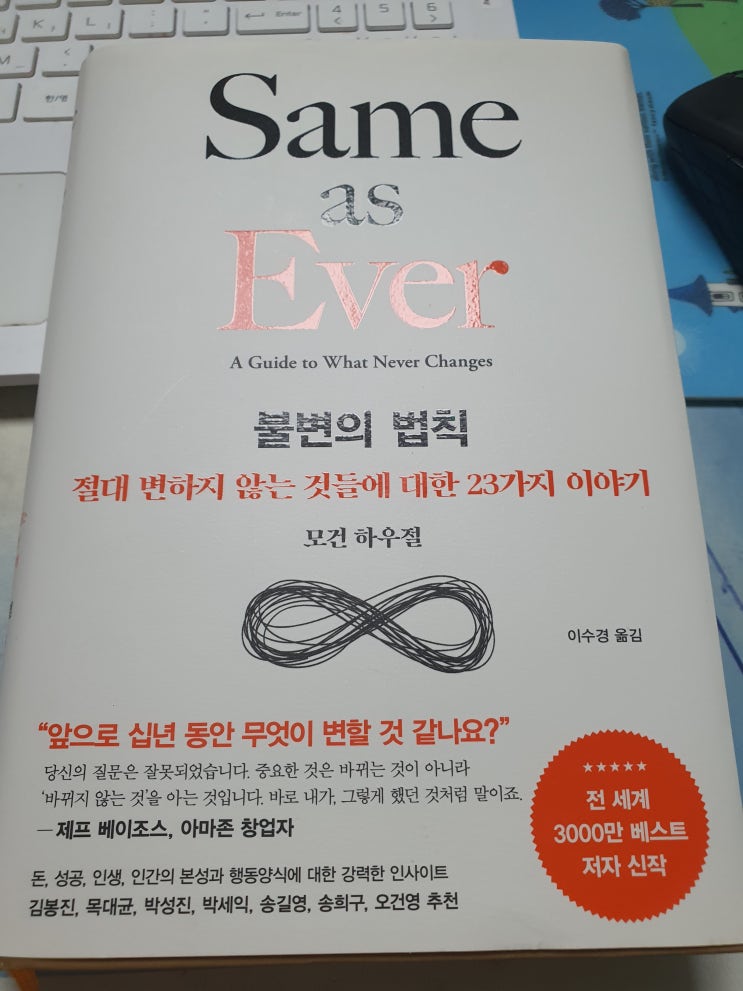 K
L
:
;
"
'
Enter
4
5
6
M
<
,
한/영
Same
as
Ever
A Guide to What Never Changes
불변의 법칙
절대 변하지 않는 것들에 대한 23가지 이야기
모건 하우절
이수경 옮김
“앞으로 십년 동안 무엇이 변할 것 같나요?”
당신의 질문은 잘못되었습니다. 중요한 것은 바뀌는 것이 아니라
‘바뀌지 않는 것’을 아는 것입니다. 바로 내가, 그렇게 했던 것처럼 말이죠.
— 제프 베이조스, 아마존 창업자
돈, 성공, 인생, 인간의 본성과 행동양식에 대한 강력한 인사이트
김봉진, 목대균, 박성진, 박세익, 송길영, 송희구, 오건영 추천
★★★★★
전 세계
3000만 베스트
저자 신작